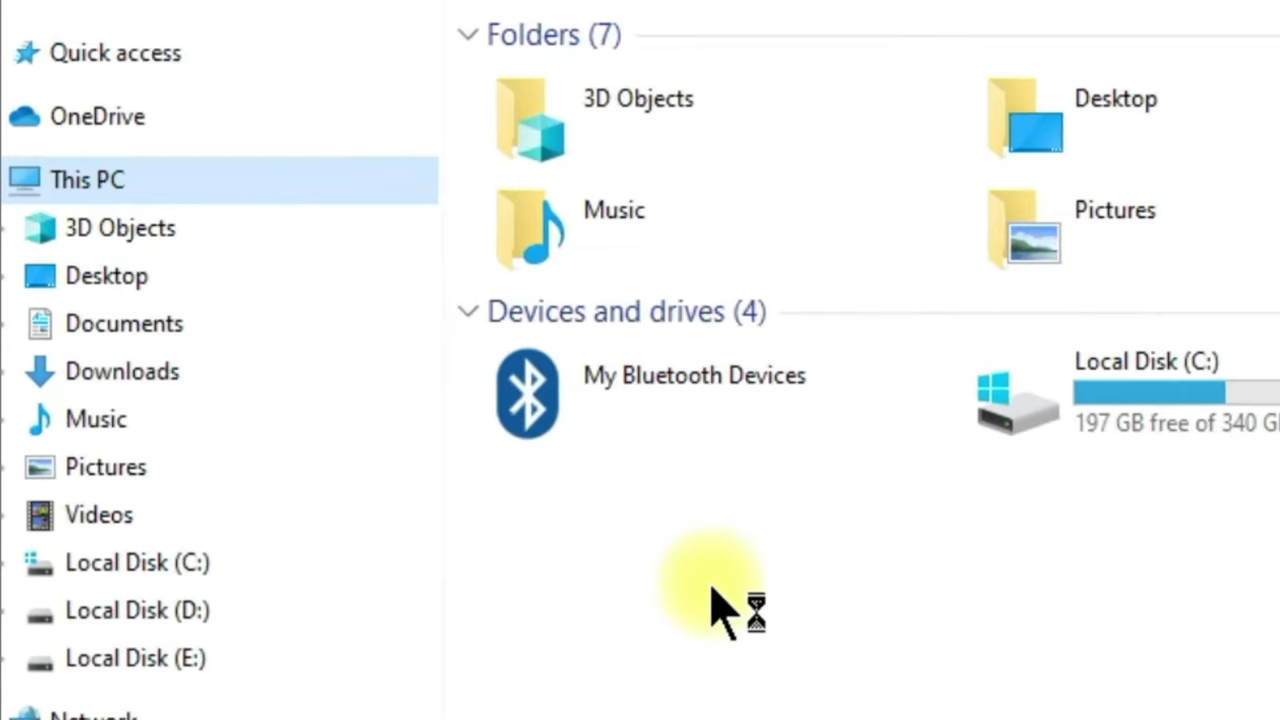 Quick access
OneDrive
This PC
3D Objects
Desktop
Documents
Downloads
Music
Pictures
Videos
Local Disk (C:)
Local Disk (D:)
Local Disk (E:)
Network
Folders (7)
3D Objects
Desktop
Music
Pictures
Devices and drives (4)
My Bluetooth Devices
Local Disk (C:)
197 GB free of 340 GB